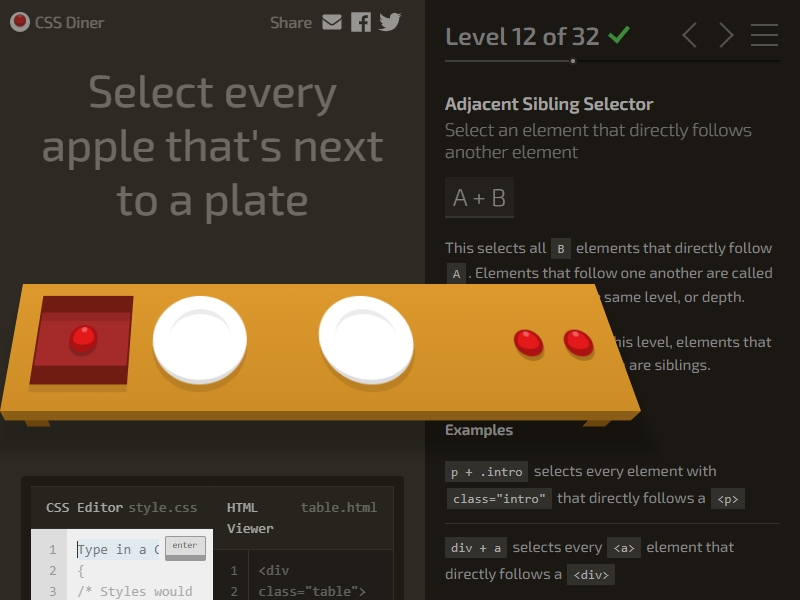 CSS Diner
Share
Select every
apple that's next
to a plate
CSS Editor style.css
HTML
Viewer
table.html
1
Type in a C
enter
2
{
3
/* Styles would
1
<div
2
class="table">
Level 12 of 32
Adjacent Sibling Selector
Select an element that directly follows
another element
A + B
This selects all B elements that directly follow
A . Elements that follow one another are called
same level, or depth.
his level, elements that
are siblings.
Examples
p + .intro selects every element with
class="intro" that directly follows a <p>
div + a selects every <a> element that
directly follows a <div>